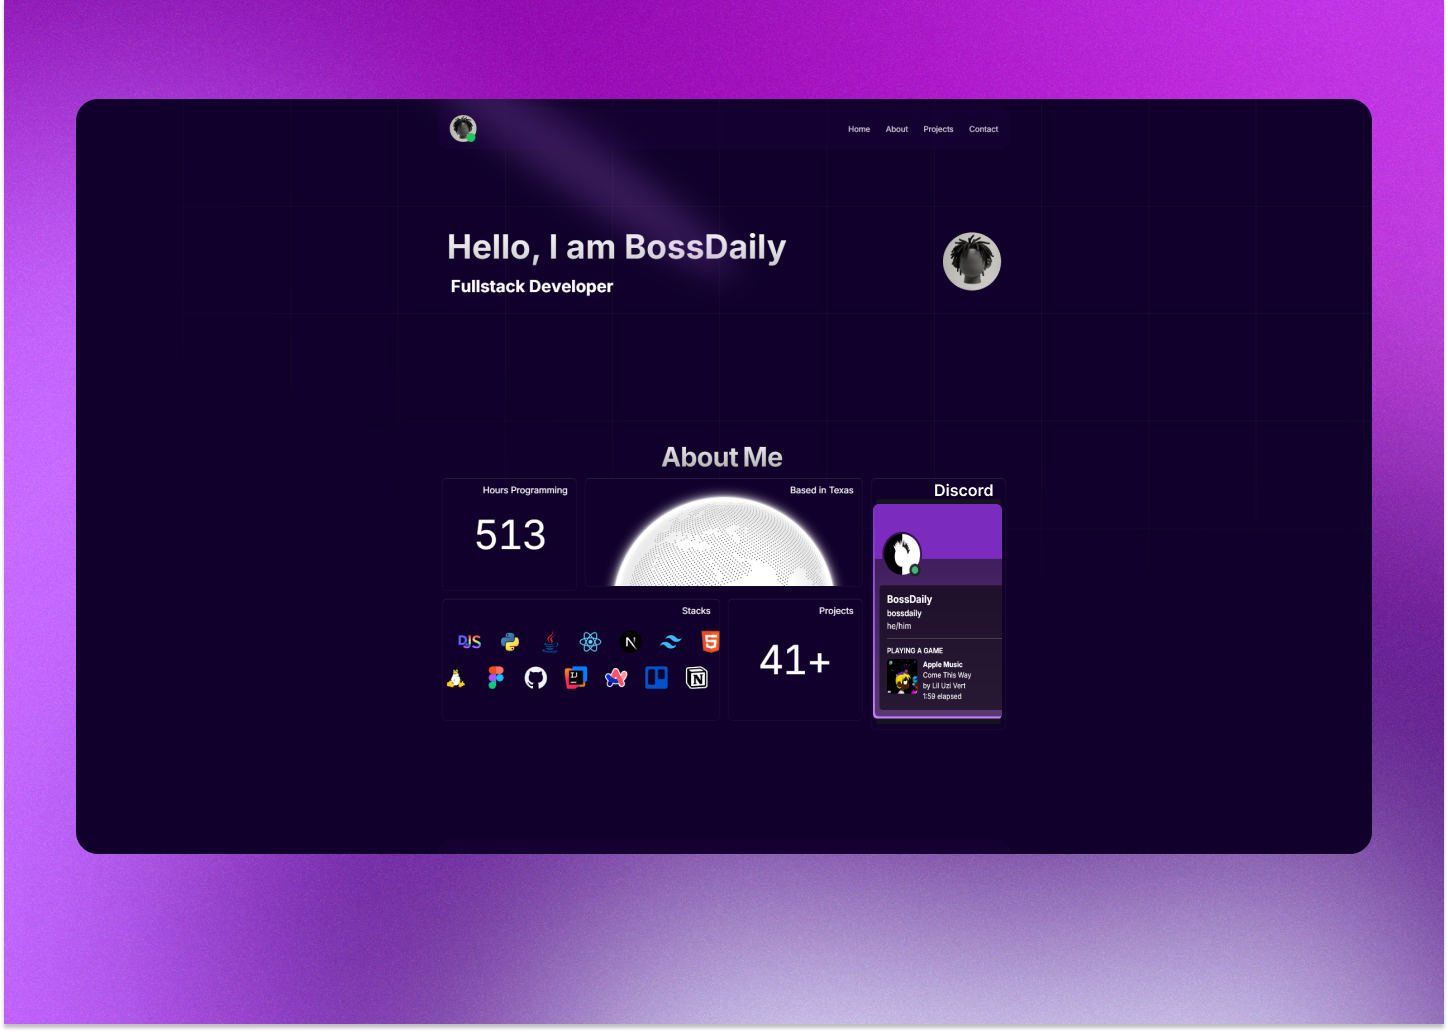 Home About Projects Contact
Hello, I am BossDaily
Fullstack Developer
About Me
Hours Programming
513
Based in Texas
Discord
BossDaily
bossdaily
he/him
PLAYING A GAME
Apple Music
Come This Way
by Lil Uzi Vert
1:59 elapsed
Stacks
DJS
N
5
IJ
N
Projects
41+